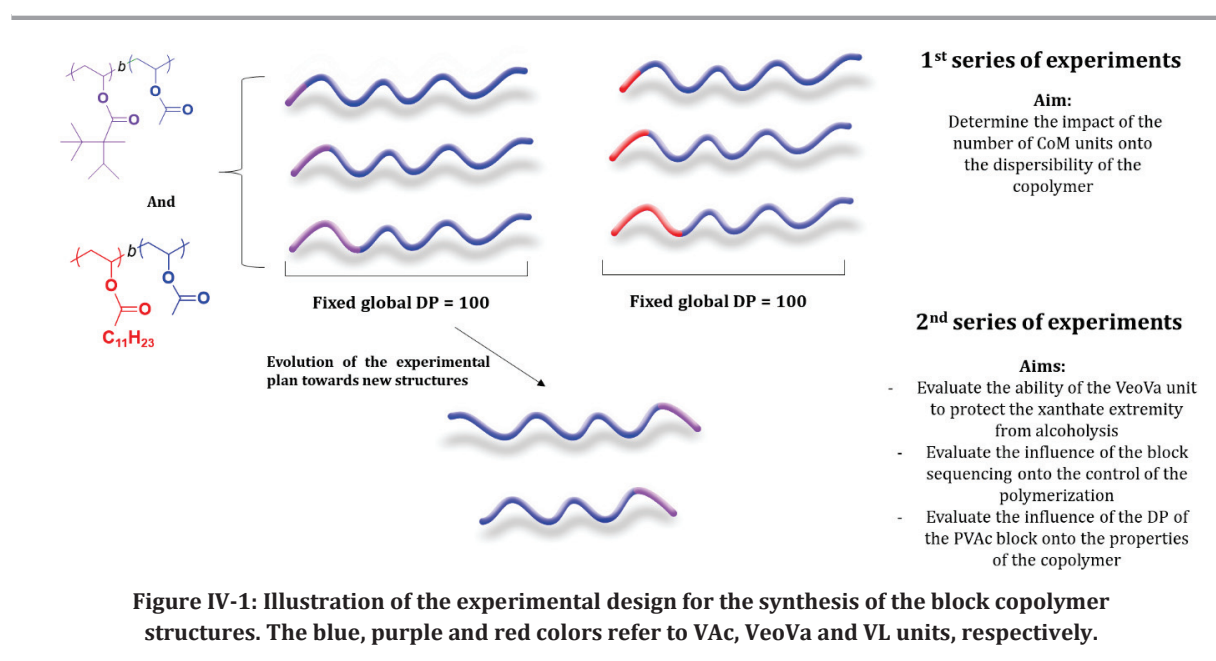 b
O
O
O
O
And
b
O
O
O
O
C11H23
Fixed global DP = 100
Fixed global DP = 100
Evolution of the experimental
plan towards new structures
1st series of experiments
Aim:
Determine the impact of the
number of CoM units onto
the dispersibility of the
copolymer
2nd series of experiments
Aims:
- Evaluate the ability of the VeoVa unit
to protect the xanthate extremity
from alcoholysis
- Evaluate the influence of the block
sequencing onto the control of the
polymerization
- Evaluate the influence of the DP of
the PVAc block onto the properties
of the copolymer
Figure IV-1: Illustration of the experimental design for the synthesis of the block copolymer
structures. The blue, purple and red colors refer to VAc, VeoVa and VL units, respectively.